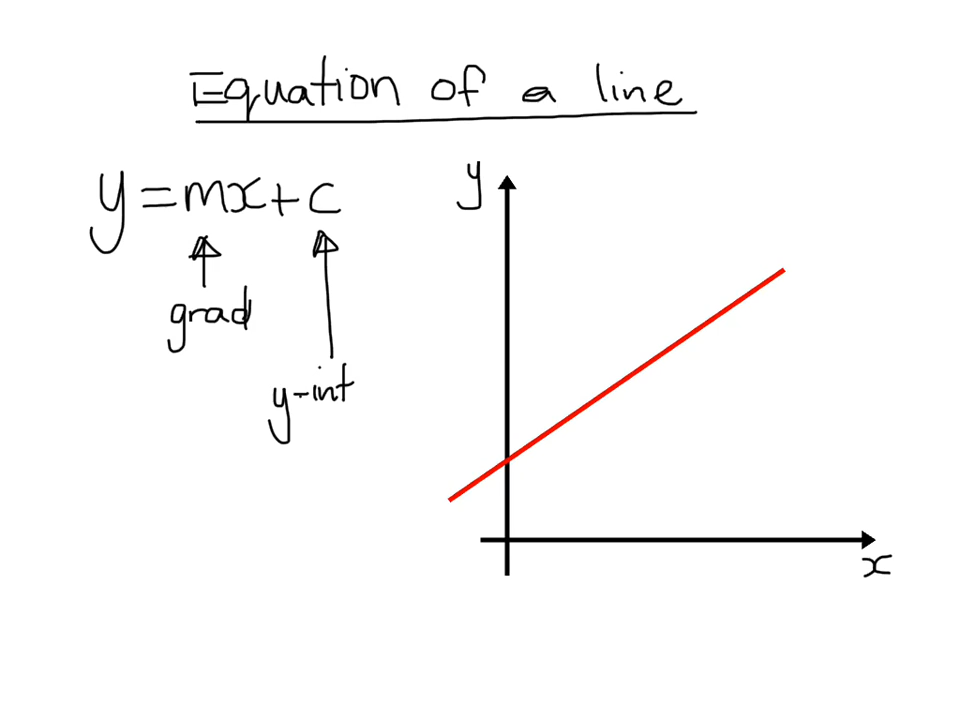 Equation of a line
y=mx+c
grad
y-int
y
x